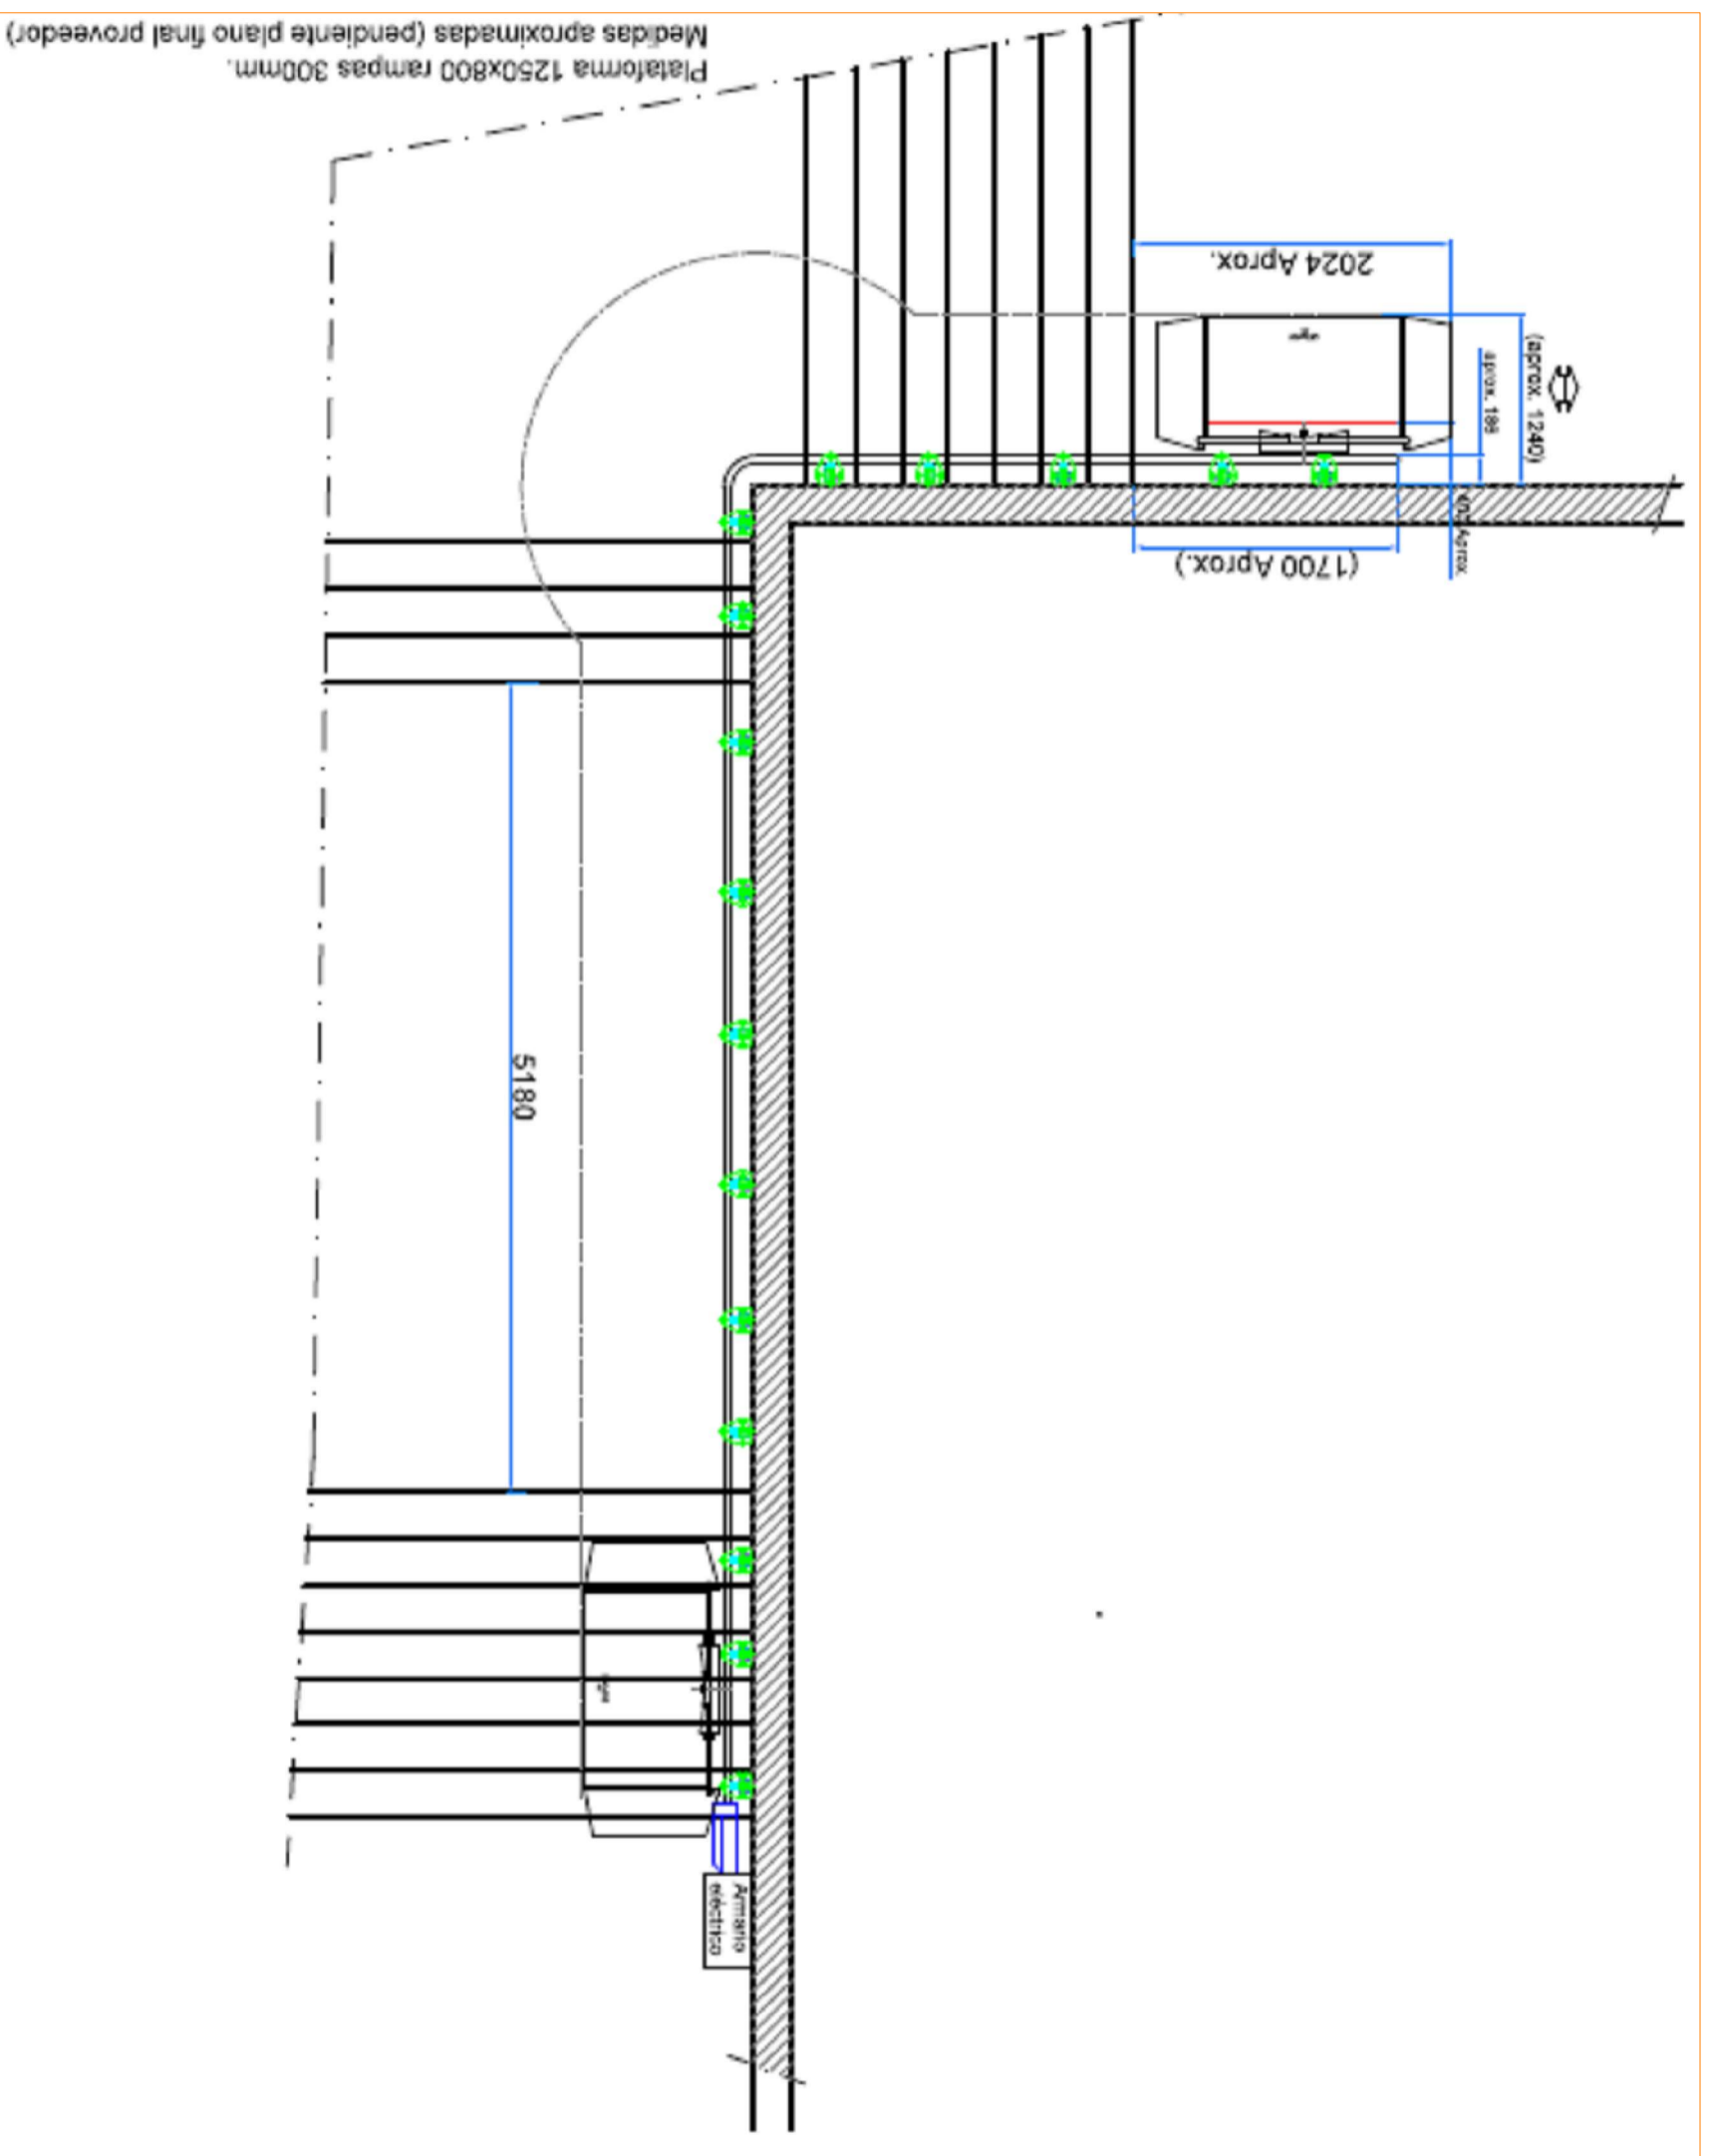 Plataforma 1250x800 rampas 300mm.
Medidas aproximadas (pendiente plano final proveedor)
2024 Aprox.
(aprox. 1240)
aprox. 186
(1700 Aprox.)
Aprox.
5180
Armario
eléctrico